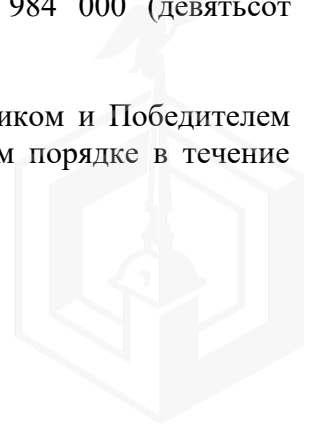 984 000 (девятьсот
иком и Победителем
м порядке в течение